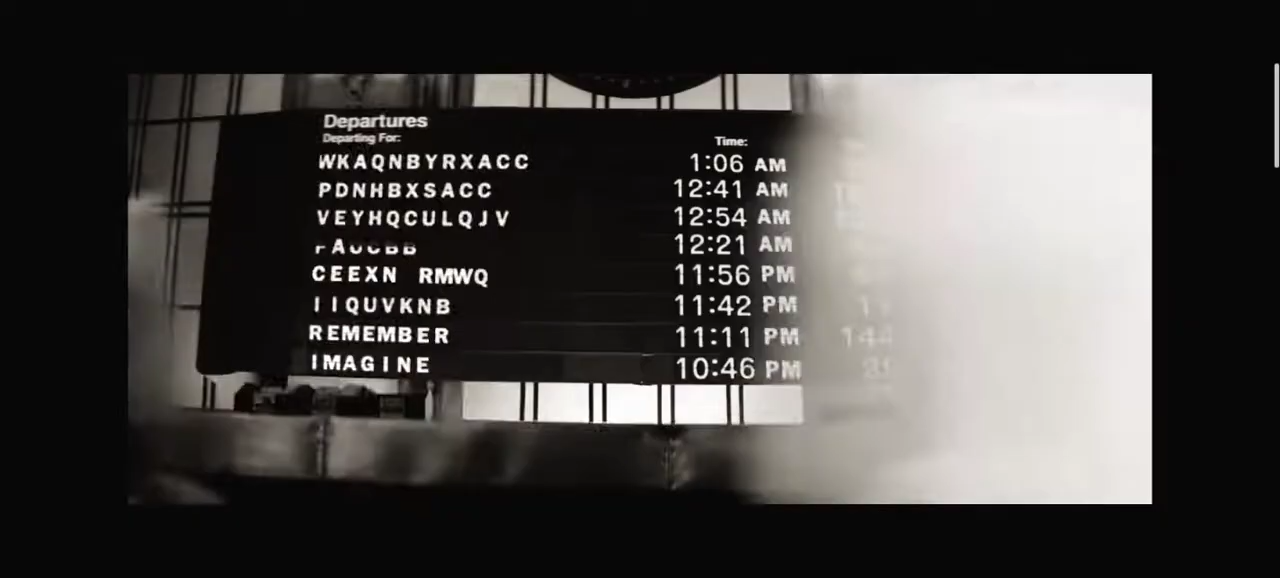 Departures
Departing For:
Time:
WKAQNBYRXACC 1:06 AM
PDNHBXSACC 12:41 AM
VEYHQCULQJV 12:54 AM
12:21 AM
CEEXN RMWQ 11:56 PM
IIQUVKNB 11:42 PM
REMEMBER 11:11 PM
IMAGINE 10:46 PM